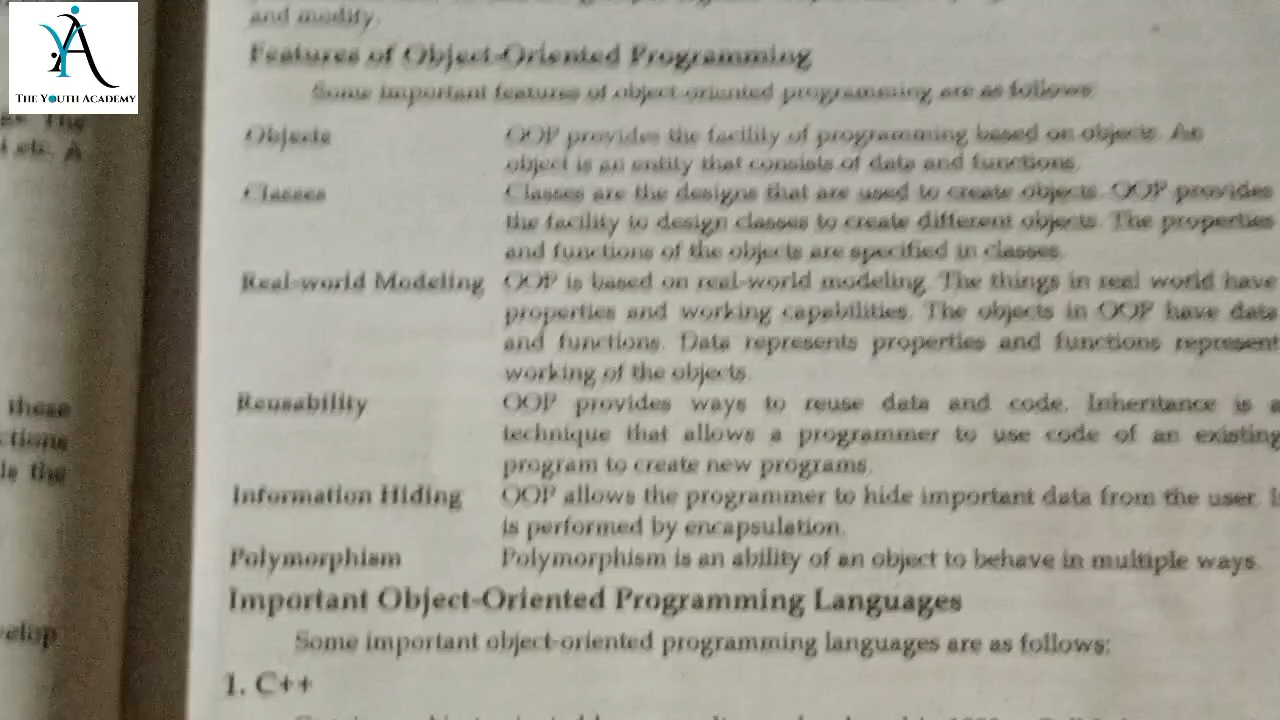 THE YOUTH ACADEMY
and modify.
Features of Object-Oriented Programming
Some important features of object-oriented programming are as follows:
Objects OOP provides the facility of programming based on objects. An
object is an entity that consists of data and functions.
Classes Classes are the designs that are used to create objects. OOP provides
the facility to design classes to create different objects. The properties
and functions of the objects are specified in classes.
Real-world Modeling OOP is based on real-world modeling. The things in real world have
properties and working capabilities. The objects in OOP have data
and functions. Data represents properties and functions represent
working of the objects.
Reusability OOP provides ways to reuse data and code. Inheritance is a
technique that allows a programmer to use code of an existing
program to create new programs.
Information Hiding OOP allows the programmer to hide important data from the user.
is performed by encapsulation.
Polymorphism Polymorphism is an ability of an object to behave in multiple ways.
Important Object-Oriented Programming Languages
Some important object-oriented programming languages are as follows:
1. C++
The
etc. A
these
ctions
the